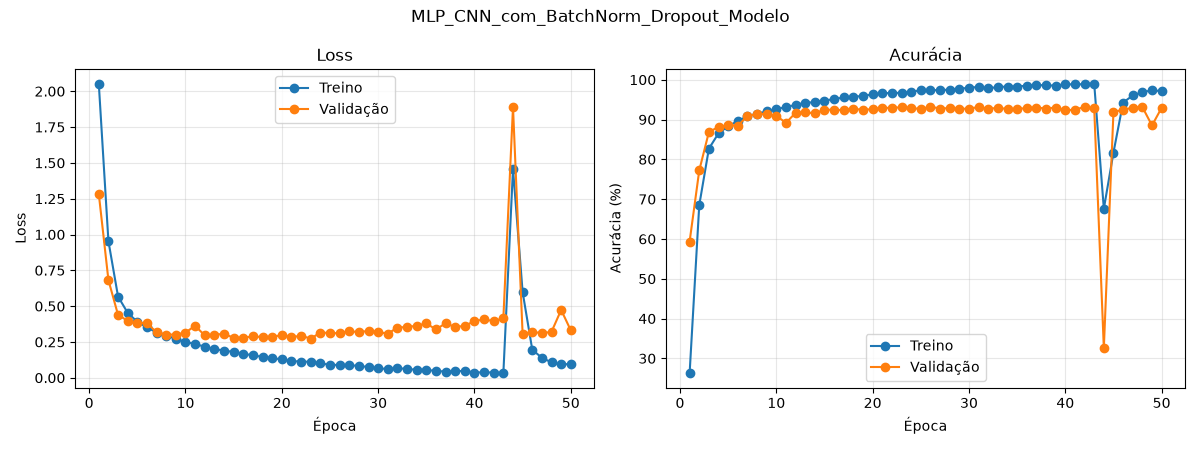 MLP_CNN_com_BatchNorm_Dropout_Modelo
Loss
Treino
Validação
2.00
1.75
1.50
1.25
1.00
0.75
0.50
0.25
0.00
Loss
0
10
20
30
40
50
Época
Acurácia
100
90
80
70
60
50
40
30
Acurácia (%)
Treino
Validação
0
10
20
30
40
50
Época